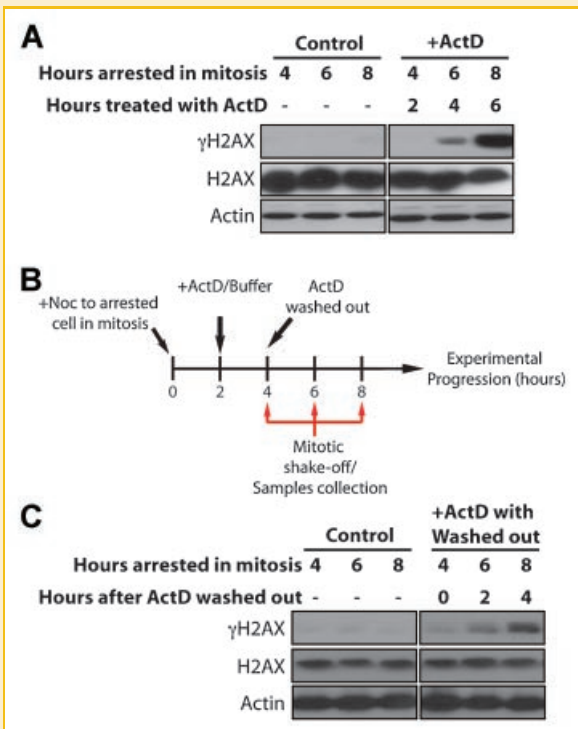 A
Control +ActD
Hours arrested in mitosis 4 6 8 4 6 8
Hours treated with ActD - - - 2 4 6
γH2AX
H2AX
Actin
B
+Noc to arrested
cell in mitosis
+ActD/Buffer
ActD
washed out
0 2 4 6 8
Experimental
Progression (hours)
Mitotic
shake-off/
Samples collection
C
Control
+ActD with
Washed out
Hours arrested in mitosis 4 6 8 4 6 8
Hours after ActD washed out - - - 0 2 4
γH2AX
H2AX
Actin